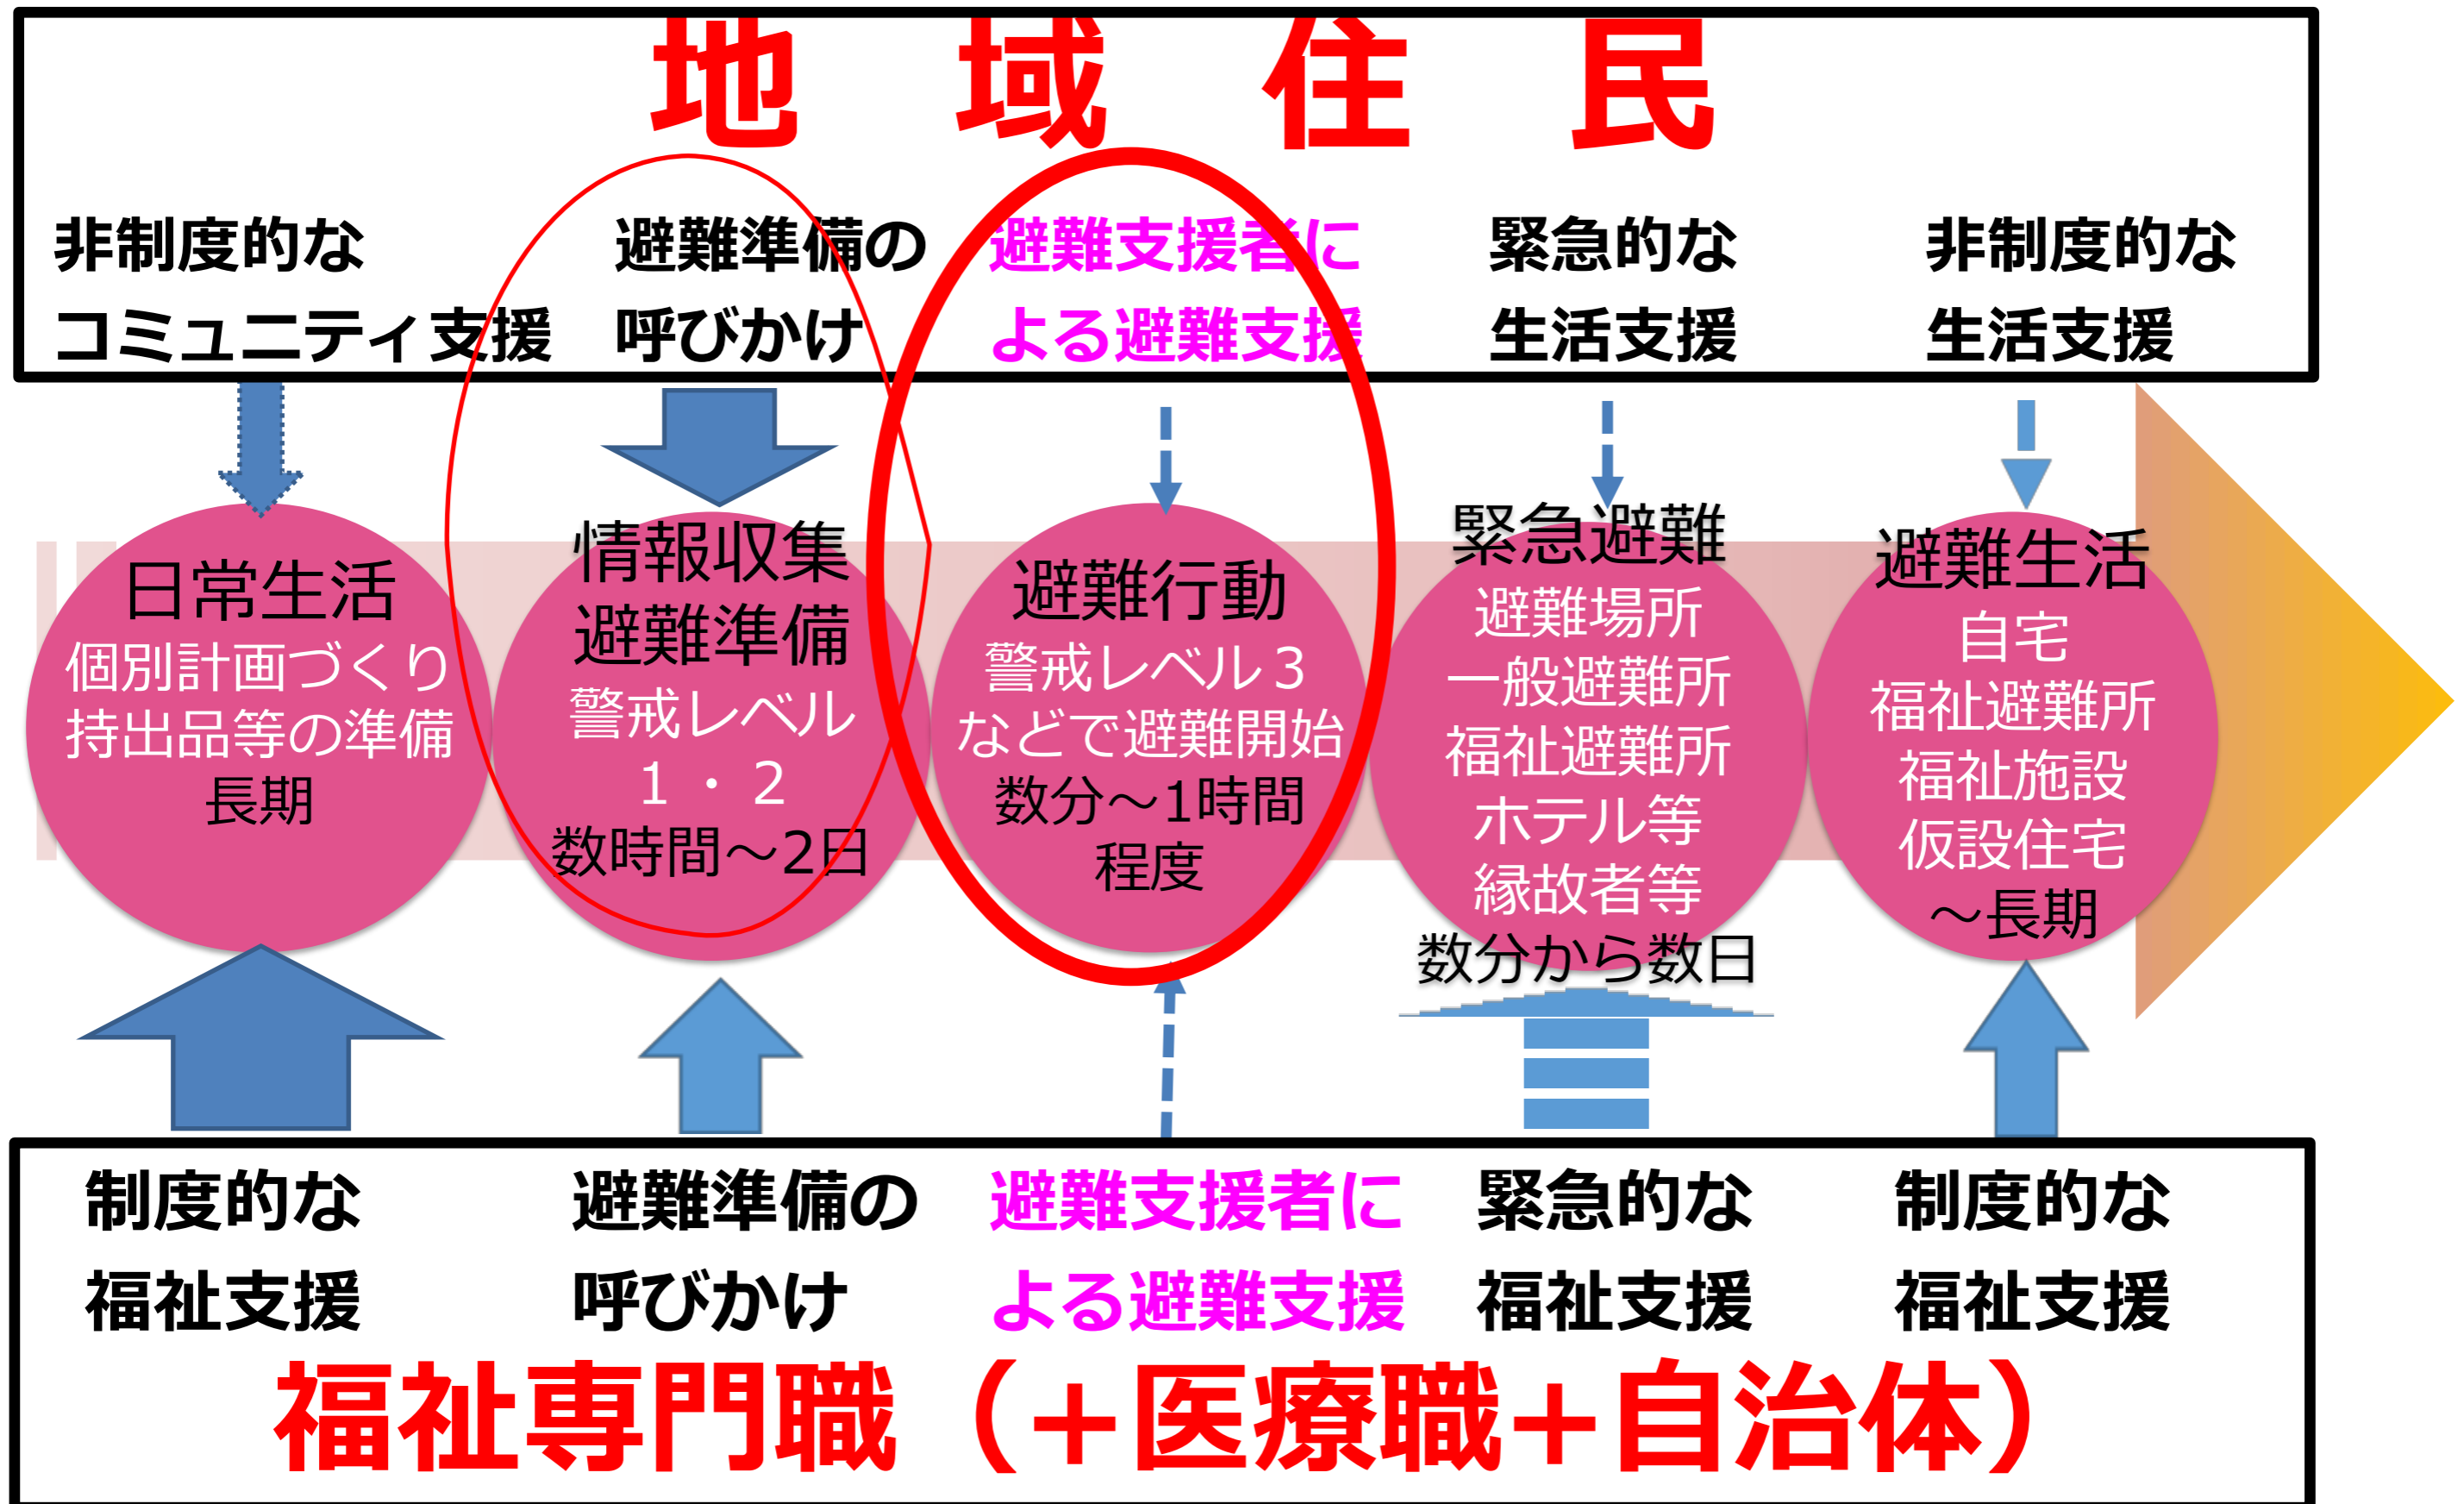 地域住民
非制度的な
コミュニティ支援
避難準備の
呼びかけ
避難支援者に
よる避難支援
緊急的な
生活支援
非制度的な
生活支援
日常生活
個別計画づくり
持出品等の準備
長期
情報収集
避難準備
警戒レベル
１・２
数時間～2日
避難行動
警戒レベル３
などで避難開始
数分～1時間
程度
緊急避難
避難場所
一般避難所
福祉避難所
ホテル等
縁故者等
数分から数日
避難生活
自宅
福祉避難所
福祉施設
仮設住宅
～長期
制度的な
福祉支援
避難準備の
呼びかけ
避難支援者に
よる避難支援
緊急的な
福祉支援
制度的な
福祉支援
福祉専門職（+医療職+自治体）